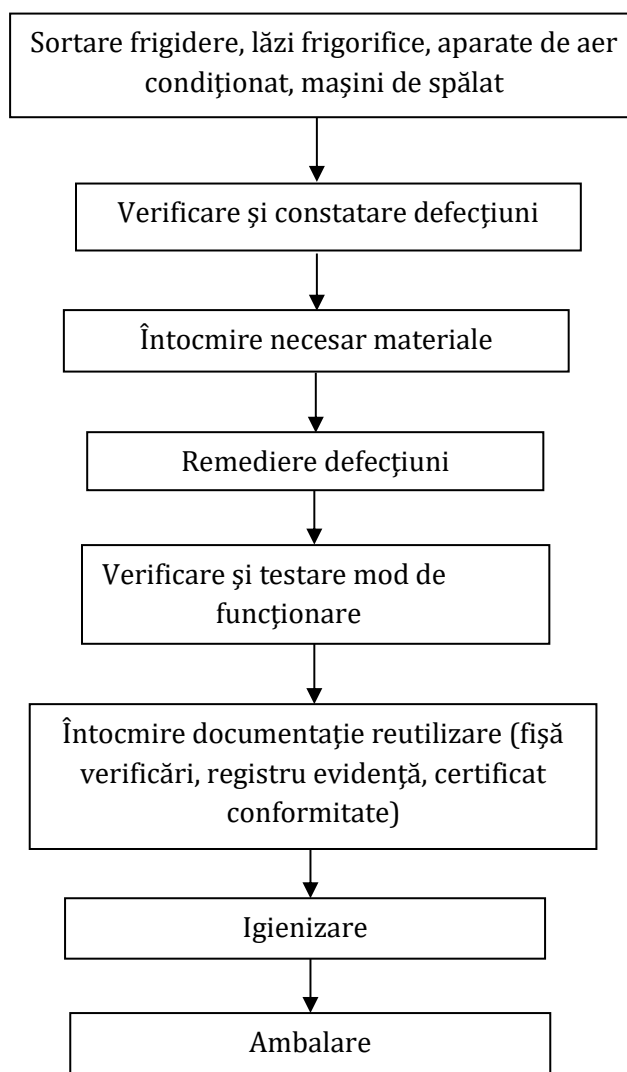 Sortare frigidere, lăzi frigorifice, aparate de aer
condiţionat, maşini de spălat
Verificare şi constatare defecţiuni
Întocmire necesar materiale
Remediere defecţiuni
Verificare şi testare mod de
funcţionare
Întocmire documentaţie reutilizare (fişă
verificări, registru evidenţă, certificat
conformitate)
Igienizare
Ambalare